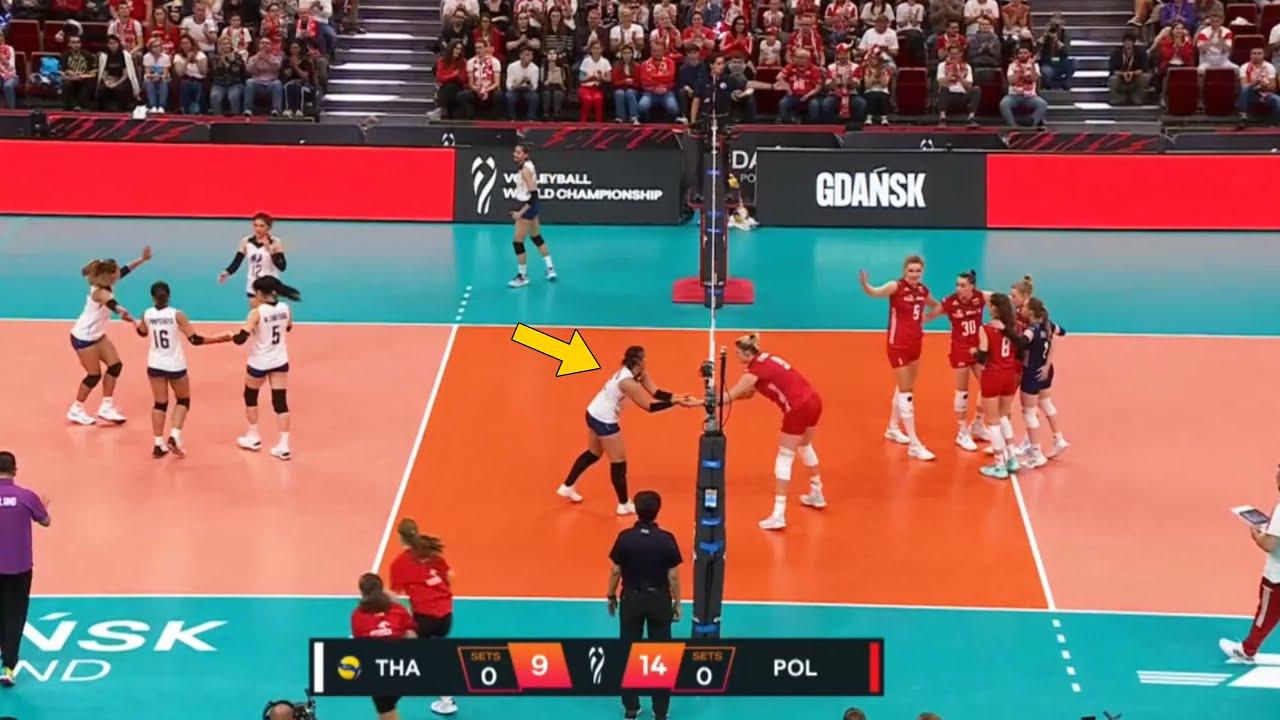 VOLLEYBALL
WORLD CHAMPIONSHIP
GDAŃSK
12
16
5
5
30
8
ŃSK
ND
THA
SETS
0
9
14
SETS
0
POL